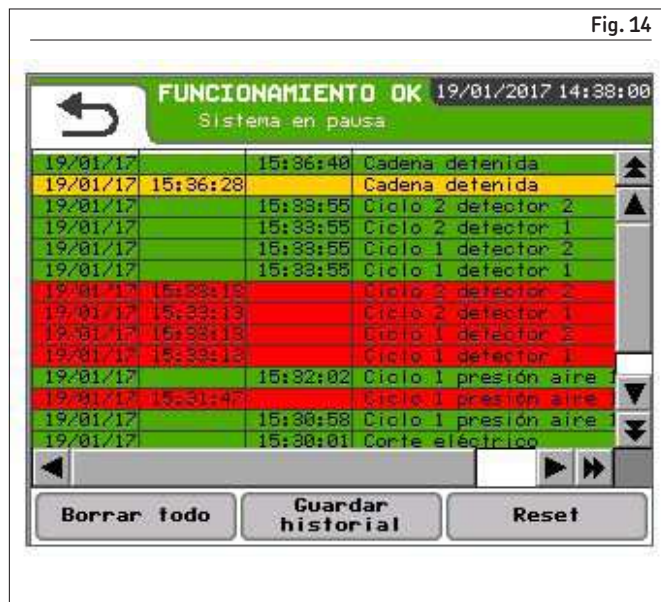 Fig. 14
FUNCIONAMIENTO OK 19/01/2017 14:38:00
Sistema en pausa
19/01/17 15:36:40 Cadena detenida
19/01/17 15:36:28 Cadena detenida
19/01/17 15:33:55 Ciclo 2 detector 2
19/01/17 15:33:55 Ciclo 2 detector 1
19/01/17 15:33:55 Ciclo 1 detector 2
19/01/17 15:33:55 Ciclo 1 detector 1
19/01/17 15:33:13 Ciclo 2 detector 2
19/01/17 15:33:13 Ciclo 2 detector 1
19/01/17 15:33:13 Ciclo 1 detector 2
19/01/17 15:33:13 Ciclo 1 detector 1
19/01/17 15:32:02 Ciclo 1 presión aire 1
19/01/17 15:31:47 Ciclo 1 presión aire 1
19/01/17 15:30:58 Ciclo 1 presión aire 1
19/01/17 15:30:01 Corte eléctrico
Borrar todo Guardar historial Reset